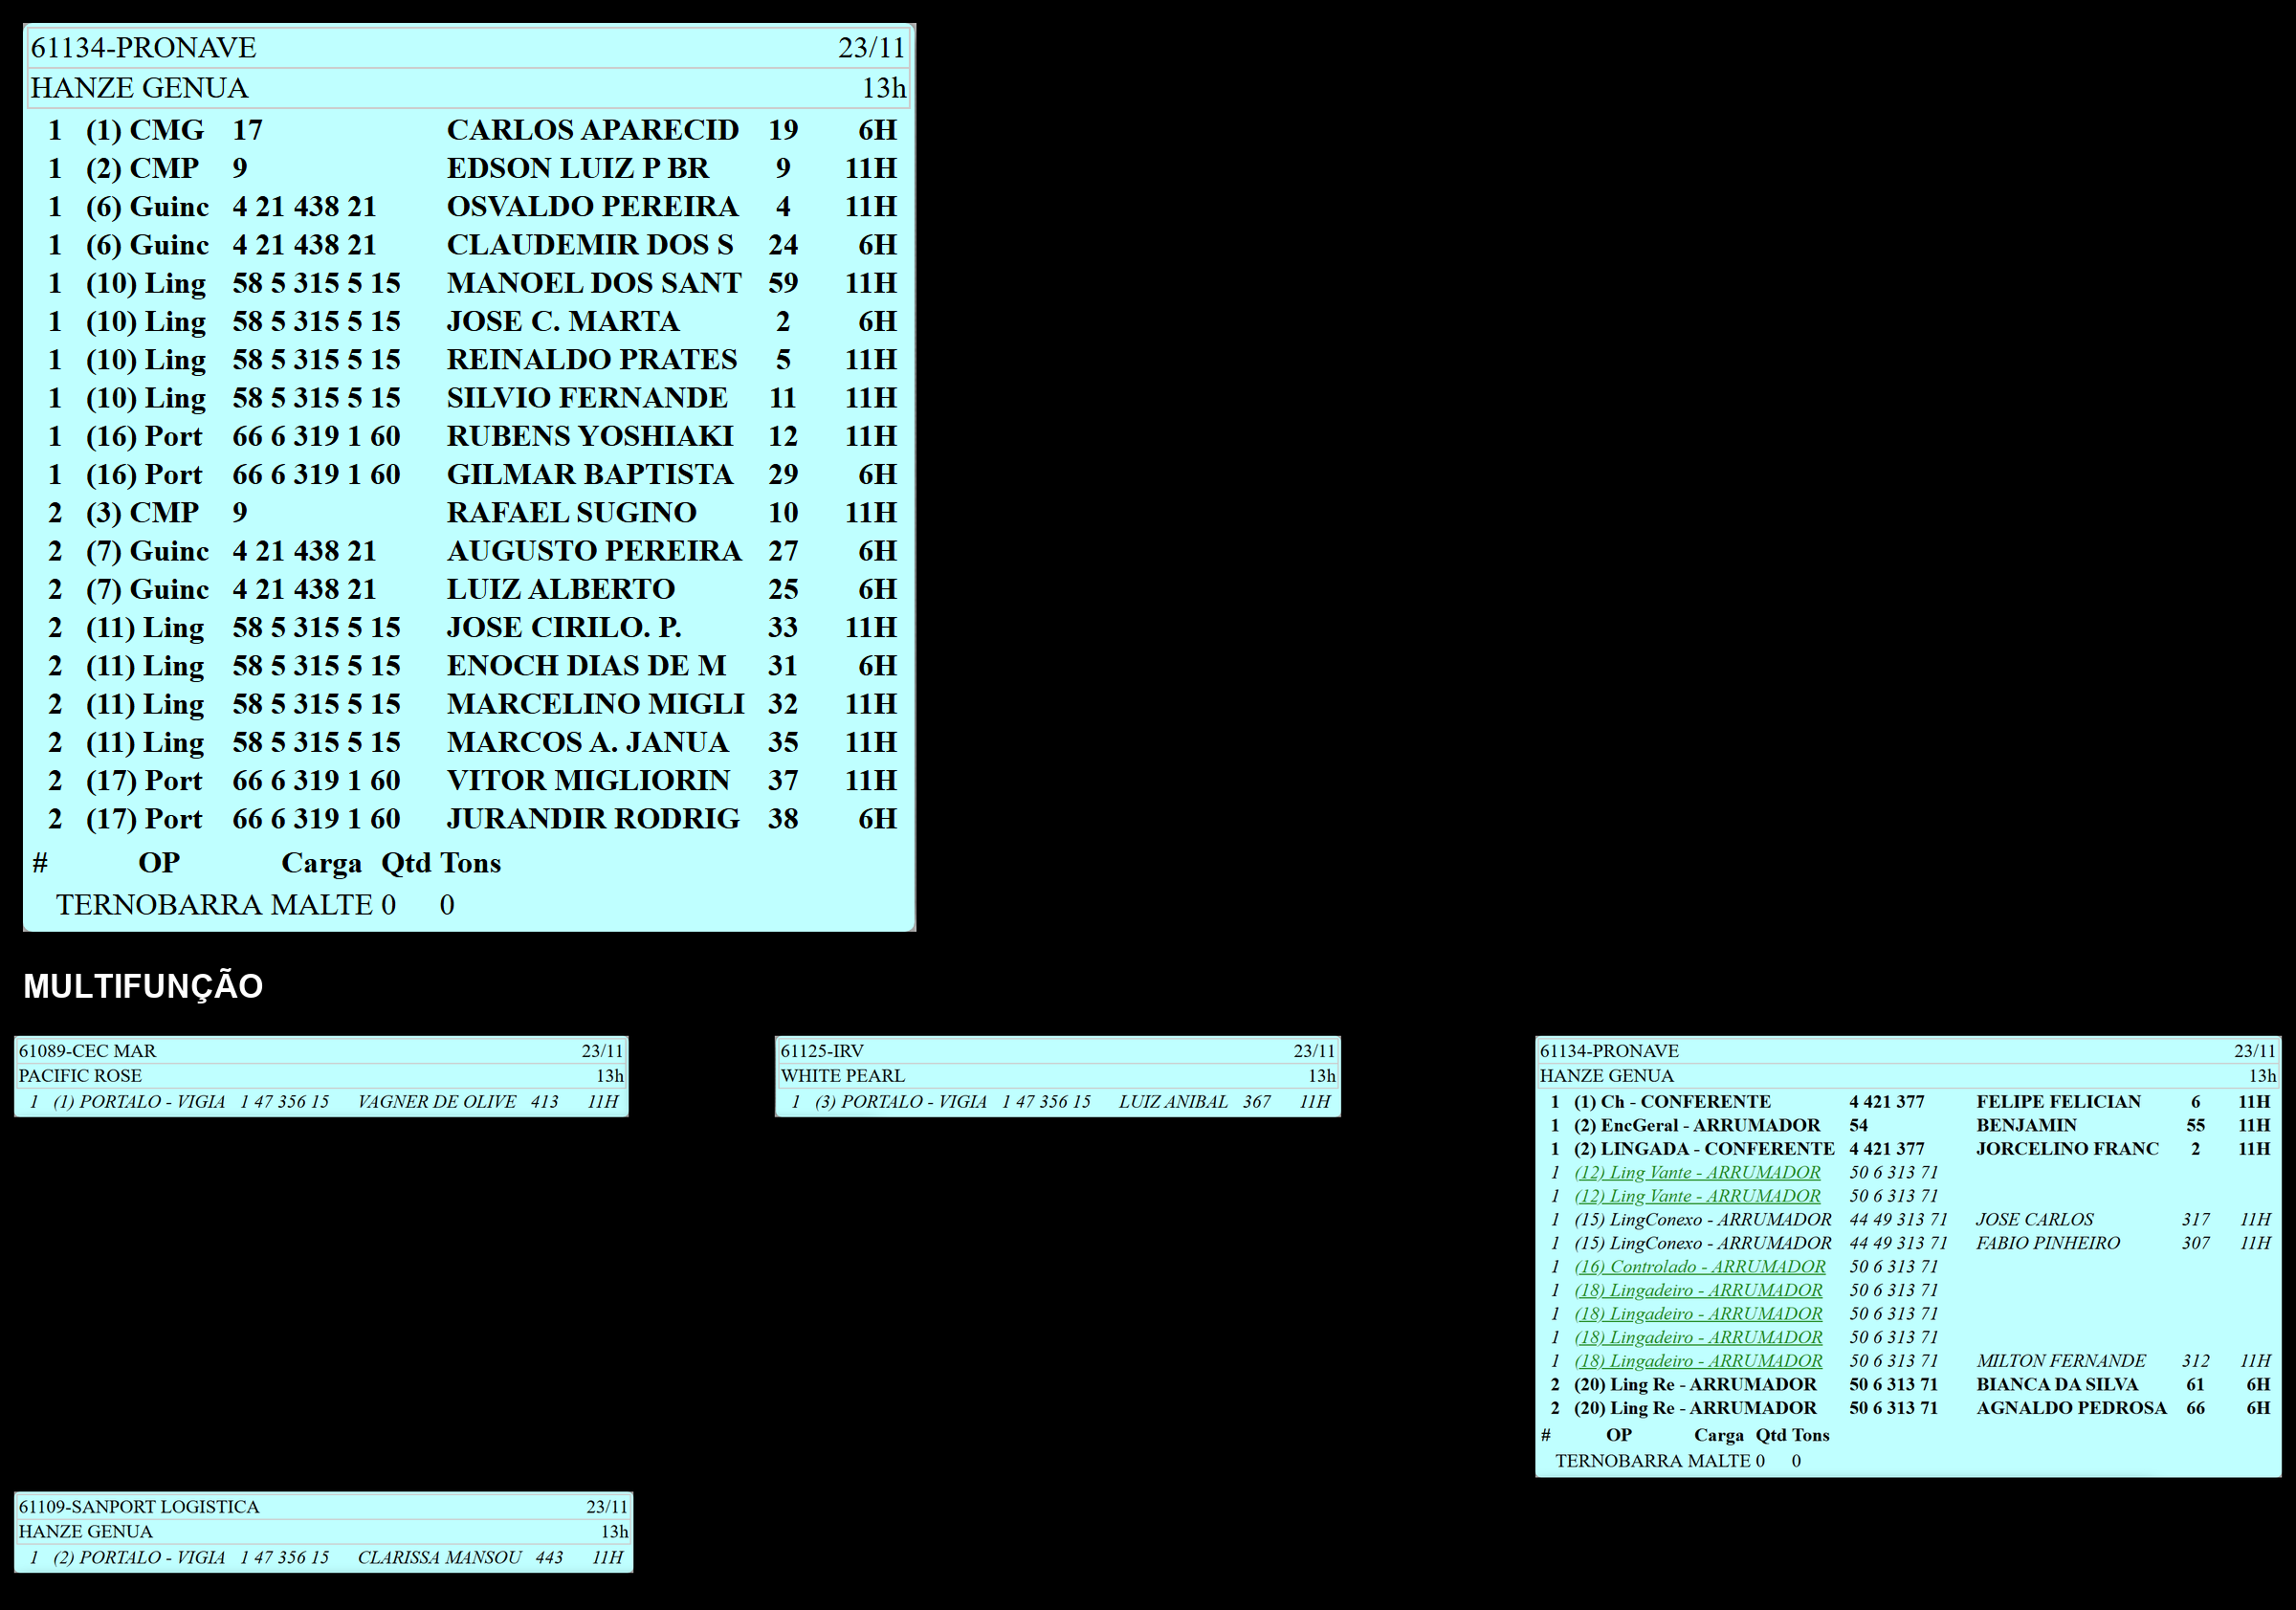 61134-PRONAVE 23/11
HANZE GENUA 13h
1 (1) CMG 17 CARLOS APARECID 19 6H
1 (2) CMP 9 EDSON LUIZ P BR 9 11H
1 (6) Guinc 4 21 438 21 OSVALDO PEREIRA 4 11H
1 (6) Guinc 4 21 438 21 CLAUDEMIR DOS S 24 6H
1 (10) Ling 58 5 315 5 15 MANOEL DOS SANT 59 11H
1 (10) Ling 58 5 315 5 15 JOSE C. MARTA 2 6H
1 (10) Ling 58 5 315 5 15 REINALDO PRATES 5 11H
1 (10) Ling 58 5 315 5 15 SILVIO FERNANDE 11 11H
1 (16) Port 66 6 319 1 60 RUBENS YOSHIAKI 12 11H
1 (16) Port 66 6 319 1 60 GILMAR BAPTISTA 29 6H
2 (3) CMP 9 RAFAEL SUGINO 10 11H
2 (7) Guinc 4 21 438 21 AUGUSTO PEREIRA 27 6H
2 (7) Guinc 4 21 438 21 LUIZ ALBERTO 25 6H
2 (11) Ling 58 5 315 5 15 JOSE CIRILO. P. 33 11H
2 (11) Ling 58 5 315 5 15 ENOCH DIAS DE M 31 6H
2 (11) Ling 58 5 315 5 15 MARCELINO MIGLI 32 11H
2 (11) Ling 58 5 315 5 15 MARCOS A. JANUA 35 11H
2 (17) Port 66 6 319 1 60 VITOR MIGLIORIN 37 11H
2 (17) Port 66 6 319 1 60 JURANDIR RODRIG 38 6H
# OP Carga Qtd Tons
TERNOBARRA MALTE 0 0
MULTIFUNÇÃO
61089-CEC MAR 23/11
PACIFIC ROSE 13h
1 (1) PORTALO - VIGIA 1 47 356 15 VAGNER DE OLIVE 413 11H
61125-IRV 23/11
WHITE PEARL 13h
1 (3) PORTALO - VIGIA 1 47 356 15 LUIZ ANIBAL 367 11H
61134-PRONAVE 23/11
HANZE GENUA 13h
1 (1) Ch - CONFERENTE 4 421 377 FELIPE FELICIAN 6 11H
1 (2) EncGeral - ARRUMADOR 54 BENJAMIN 55 11H
1 (2) LINGADA - CONFERENTE 4 421 377 JORCELINO FRANC 2 11H
1 (12) Ling Vante - ARRUMADOR 50 6 313 71
1 (12) Ling Vante - ARRUMADOR 50 6 313 71
1 (15) LingConexo - ARRUMADOR 44 49 313 71 JOSE CARLOS 317 11H
1 (15) LingConexo - ARRUMADOR 44 49 313 71 FABIO PINHEIRO 307 11H
1 (16) Controlado - ARRUMADOR 50 6 313 71
1 (18) Lingadeiro - ARRUMADOR 50 6 313 71
1 (18) Lingadeiro - ARRUMADOR 50 6 313 71
1 (18) Lingadeiro - ARRUMADOR 50 6 313 71
1 (18) Lingadeiro - ARRUMADOR 50 6 313 71 MILTON FERNANDE 312 11H
2 (20) Ling Re - ARRUMADOR 50 6 313 71 BIANCA DA SILVA 61 6H
2 (20) Ling Re - ARRUMADOR 50 6 313 71 AGNALDO PEDROSA 66 6H
# OP Carga Qtd Tons
TERNOBARRA MALTE 0 0
61109-SANPORT LOGISTICA 23/11
HANZE GENUA 13h
1 (2) PORTALO - VIGIA 1 47 356 15 CLARISSA MANSOU 443 11H